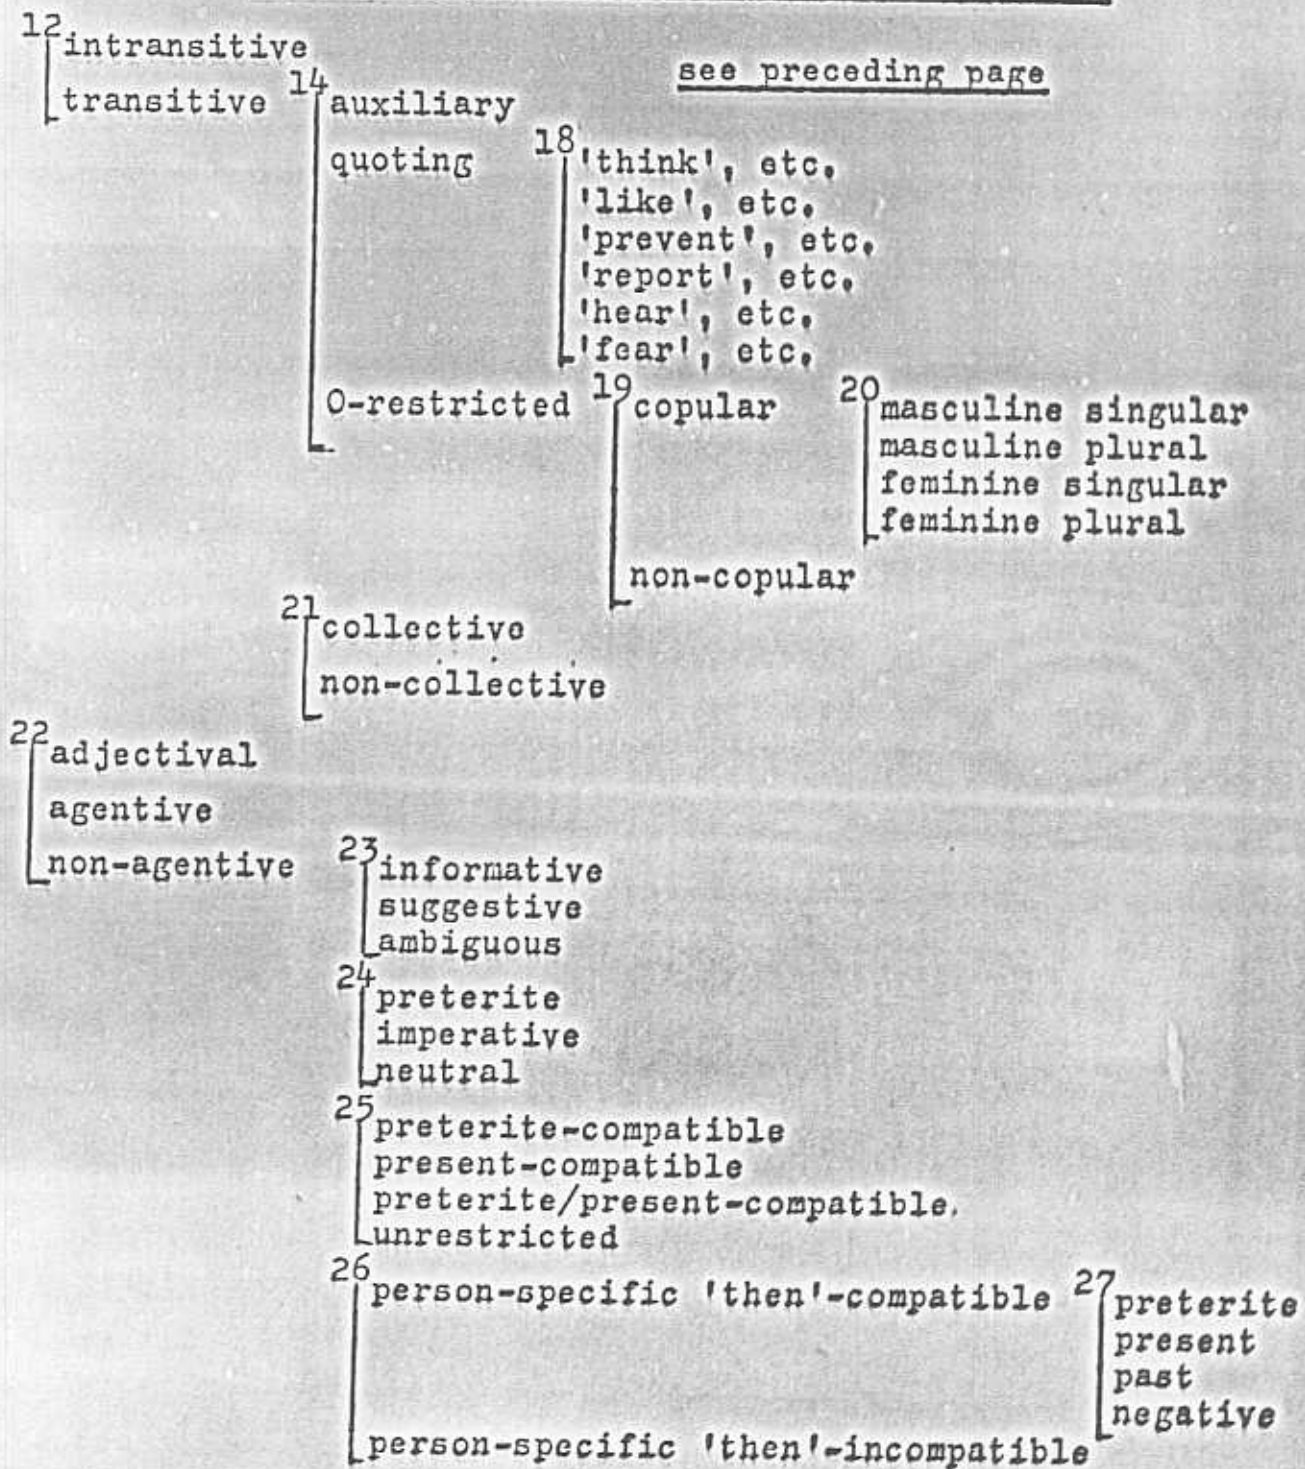 12 intransitive
transitive
see preceding page
14 auxiliary
quoting
18 'think', etc.
'like', etc.
'prevent', etc.
'report', etc.
'hear', etc.
'fear', etc.
O-restricted
19 copular
20 masculine singular
masculine plural
feminine singular
feminine plural
non-copular
21 collective
non-collective
22 adjectival
agentive
non-agentive
23 informative
suggestive
ambiguous
24 preterite
imperative
neutral
25 preterite-compatible
present-compatible
preterite/present-compatible.
unrestricted
26 person-specific 'then'-compatible
27 preterite
present
past
negative
person-specific 'then'-incompatible